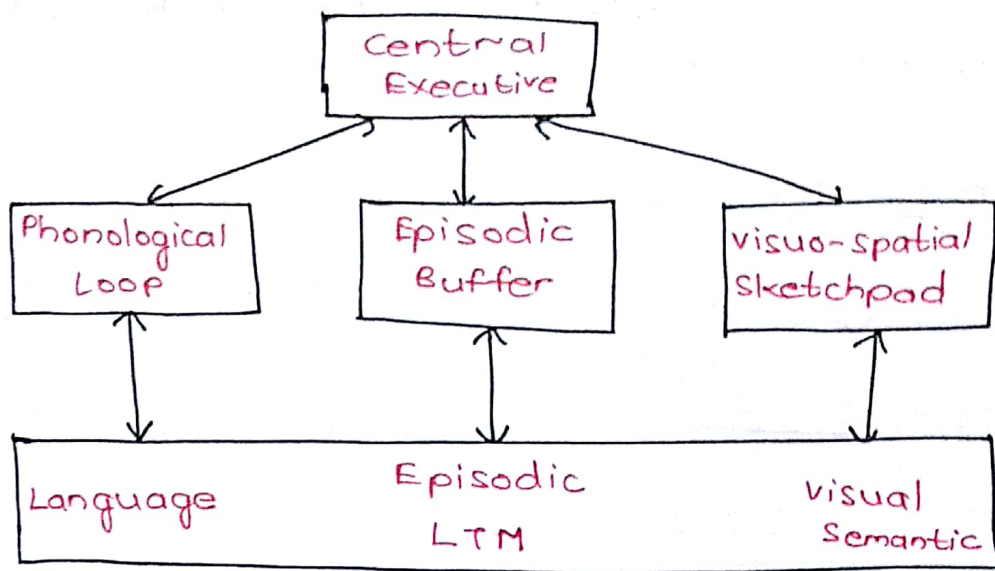 Central
Executive
Phonological
Loop
Episodic
Buffer
visuo-spatial
Sketchpad
Language
Episodic
LTM
visual
Semantic